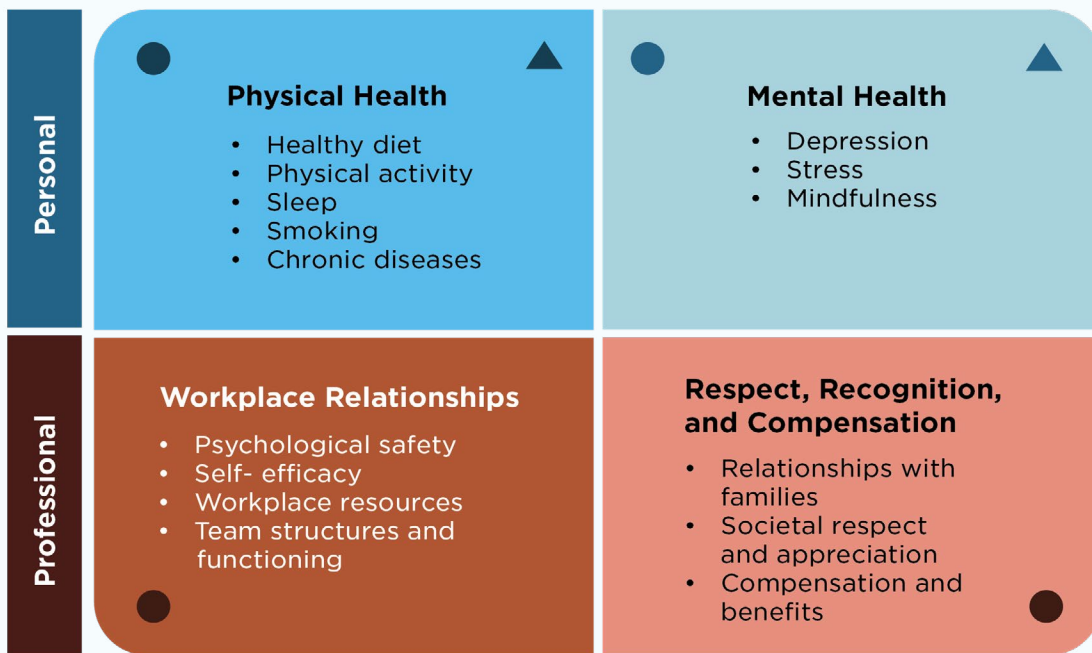 Personal
Physical Health
• Healthy diet
• Physical activity
• Sleep
• Smoking
• Chronic diseases
Mental Health
• Depression
• Stress
• Mindfulness
Professional
Workplace Relationships
• Psychological safety
• Self- efficacy
• Workplace resources
• Team structures and
functioning
Respect, Recognition,
and Compensation
• Relationships with
families
• Societal respect
and appreciation
• Compensation and
benefits